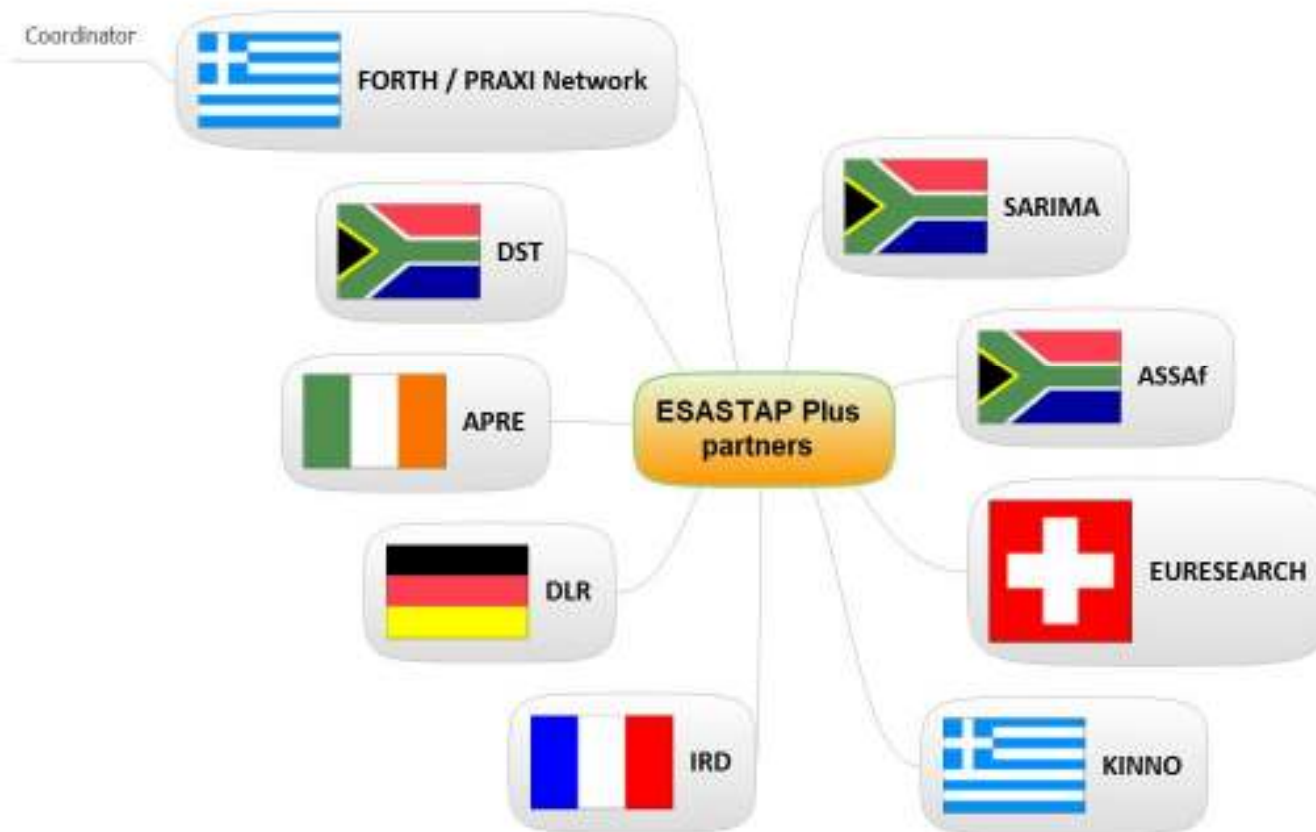 Coordinator
FORTH / PRAXI Network
SARIMA
DST
ASSAf
APRE
ESASTAP Plus
partners
EURESEARCH
DLR
IRD
KINNO